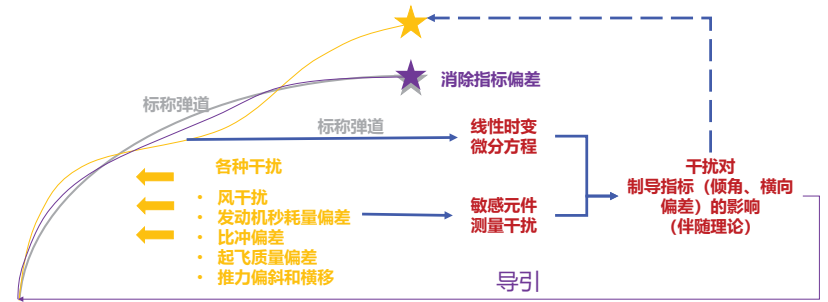 消除指标偏差
标称弹道
标称弹道
线性时变
微分方程
各种干扰
• 风干扰
• 发动机秒耗量偏差
• 比冲偏差
• 起飞质量偏差
• 推力偏斜和横移
敏感元件
测量干扰
干扰对
制导指标（倾角、横向
偏差）的影响
（伴随理论）
导引